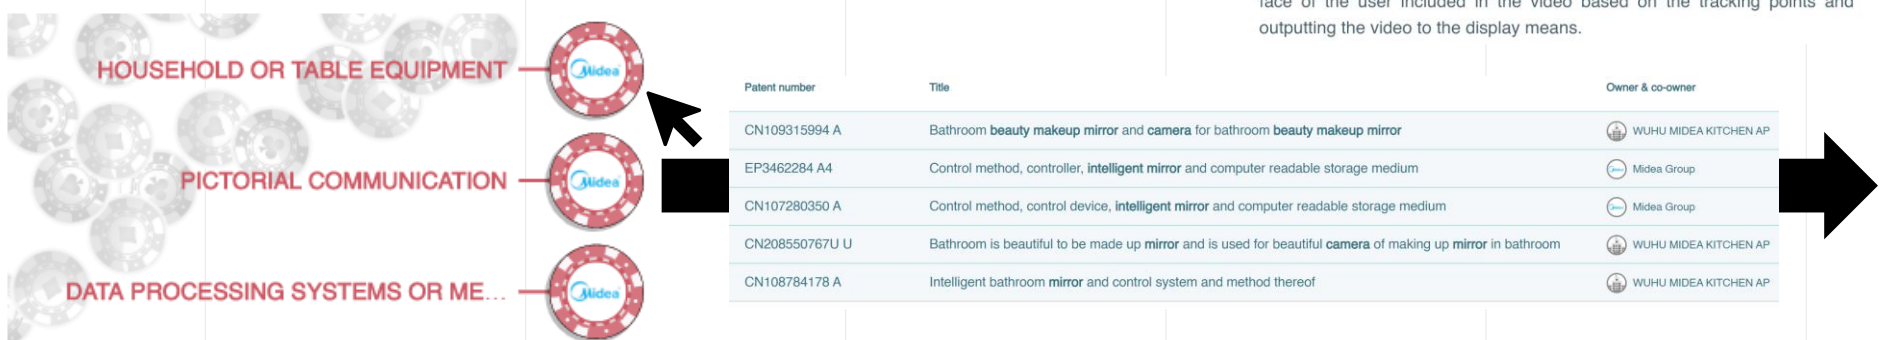 face of the user included in the video based on the tracking points and
outputting the video to the display means.
HOUSEHOLD OR TABLE EQUIPMENT
Midea
PICTORIAL COMMUNICATION
Midea
DATA PROCESSING SYSTEMS OR ME...
Midea
Patent number Title Owner & co-owner
CN109315994 A Bathroom beauty makeup mirror and camera for bathroom beauty makeup mirror WUHU MIDEA KITCHEN AP
EP3462284 A4 Control method, controller, intelligent mirror and computer readable storage medium Midea Group
CN107280350 A Control method, control device, intelligent mirror and computer readable storage medium Midea Group
CN208550767U U Bathroom is beautiful to be made up mirror and is used for beautiful camera of making up mirror in bathroom WUHU MIDEA KITCHEN AP
CN108784178 A Intelligent bathroom mirror and control system and method thereof WUHU MIDEA KITCHEN AP